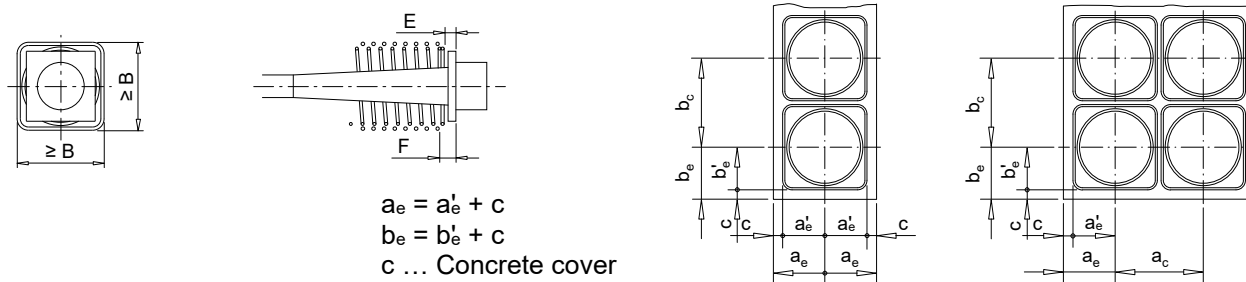 ≥ B
≥ B
E
F
aₑ = a'ₑ + c
bₑ = b'ₑ + c
c … Concrete cover
b꜀
bₑ
b'ₑ
c
c
a'ₑ
a'ₑ
c
aₑ
aₑ
b꜀
bₑ
b'ₑ
c
c
a'ₑ
aₑ
a꜀